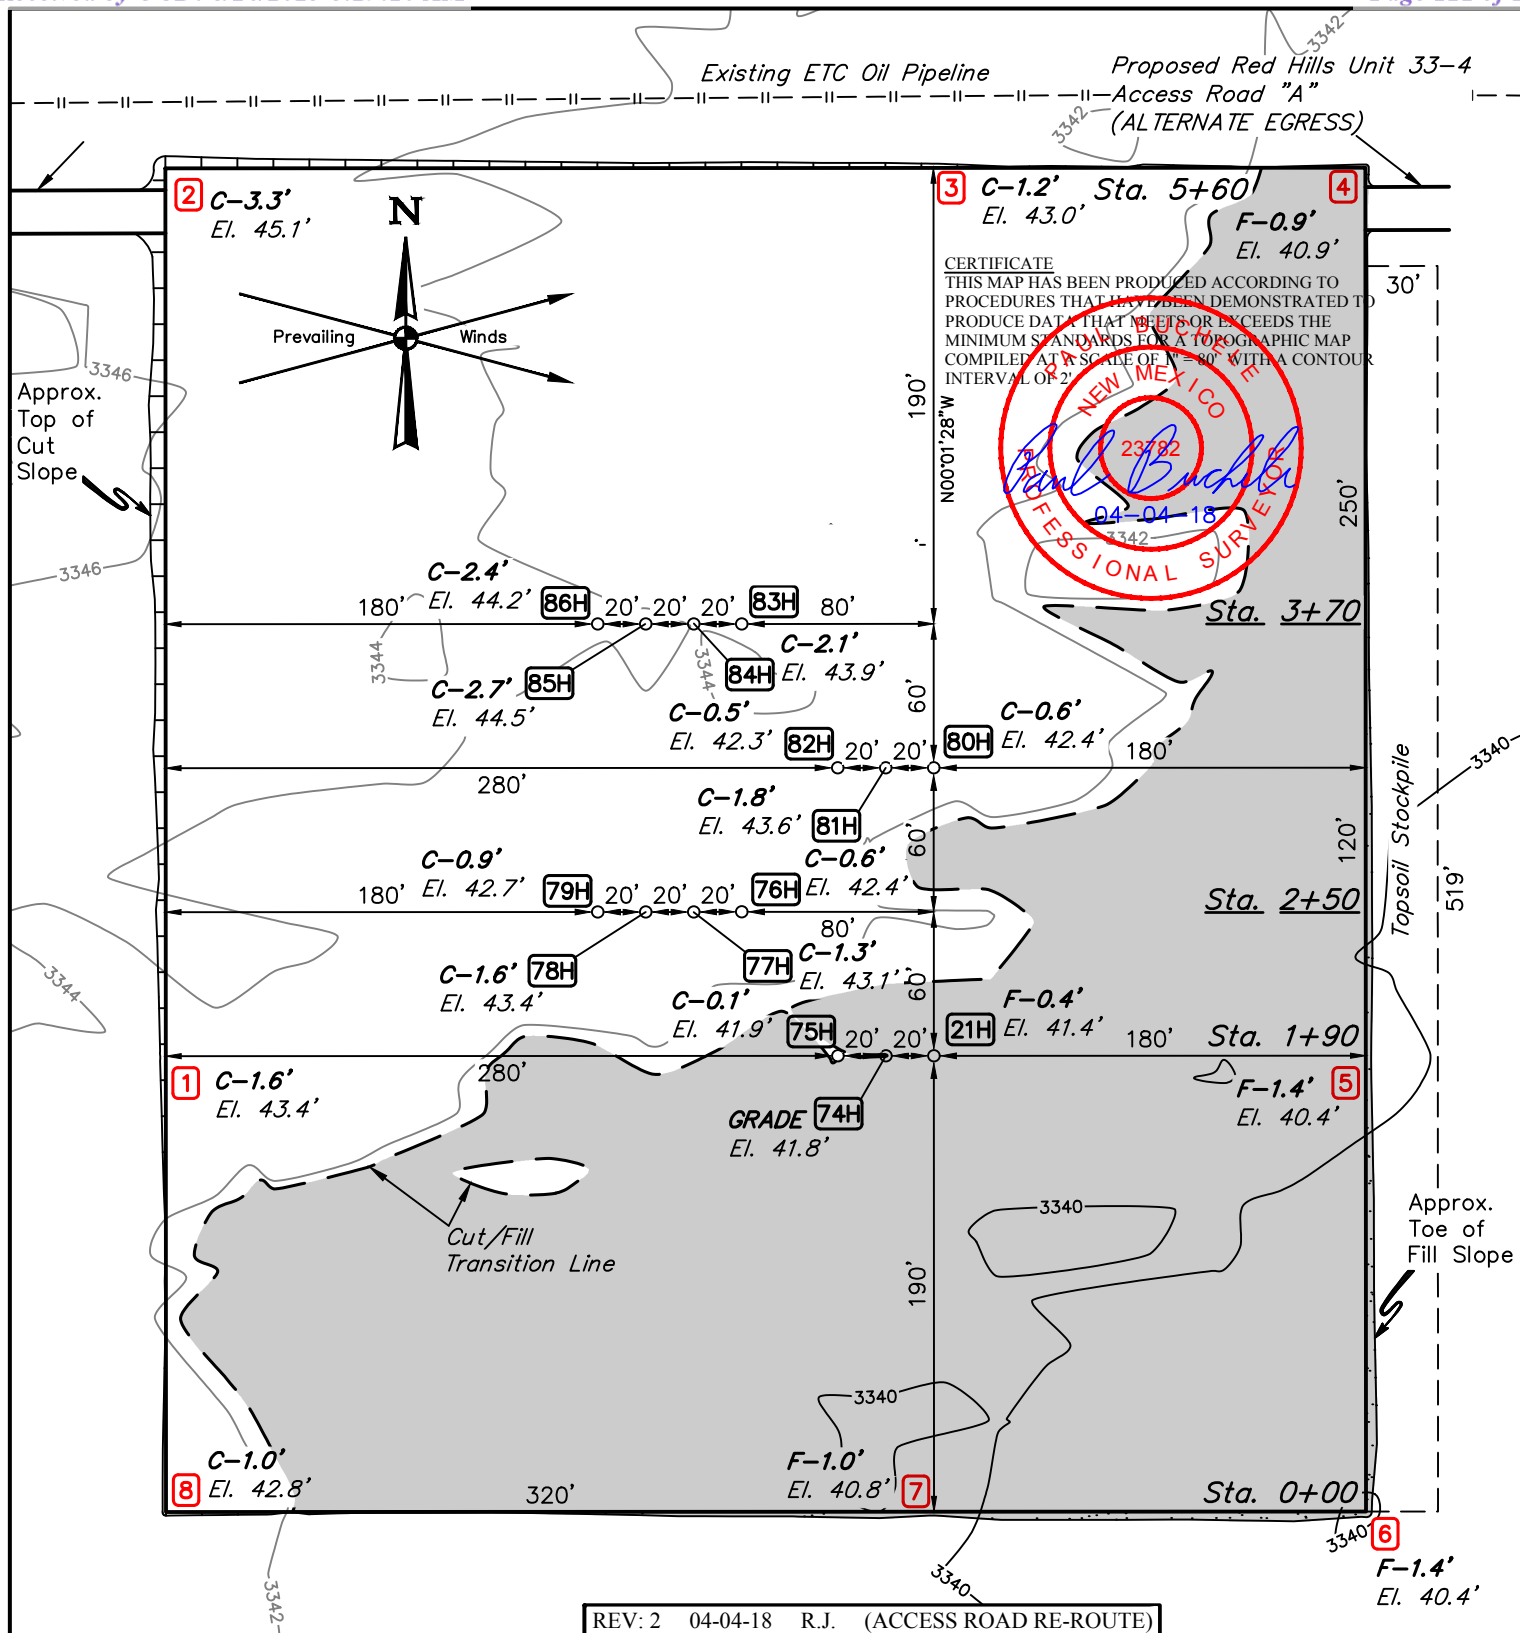 Existing ETC Oil Pipeline
Proposed Red Hills Unit 33-4
Access Road "A"
(ALTERNATE EGRESS)
3342
3342
2
C-3.3'
El. 45.1'
N
Prevailing Winds
3
C-1.2'
El. 43.0'
Sta. 5+60
4
F-0.9'
El. 40.9'
30'
CERTIFICATE
THIS MAP HAS BEEN PRODUCED ACCORDING TO
PROCEDURES THAT HAVE BEEN DEMONSTRATED TO
PRODUCE DATA THAT MEETS OR EXCEEDS THE
MINIMUM STANDARDS FOR A TOPOGRAPHIC MAP
COMPILED AT A SCALE OF 1" = 80' WITH A CONTOUR
INTERVAL OF 2'
PAUL BUCHELE
NEW MEXICO
23782
Paul Buchele
04-04-18
PROFESSIONAL SURVEYOR
3346
Approx.
Top of
Cut
Slope
3346
190'
N00°01'28"W
250'
3342
C-2.4'
El. 44.2'
180'
86H
20' 20' 20'
83H
80'
Sta. 3+70
3344
C-2.7'
El. 44.5'
85H
3344
84H
C-2.1'
El. 43.9'
60'
C-0.5'
El. 42.3'
82H
20' 20'
80H
C-0.6'
El. 42.4'
180'
280'
3340
Topsoil Stockpile
C-1.8'
El. 43.6'
81H
60'
120'
519'
C-0.9'
El. 42.7'
180'
79H
20' 20' 20'
76H
C-0.6'
El. 42.4'
80'
Sta. 2+50
3344
C-1.6'
El. 43.4'
78H
77H
C-1.3'
El. 43.1'
60'
C-0.1'
El. 41.9'
75H
20' 20'
21H
F-0.4'
El. 41.4'
180'
Sta. 1+90
280'
1
C-1.6'
El. 43.4'
GRADE
El. 41.8'
74H
F-1.4'
El. 40.4'
5
Cut/Fill
Transition Line
3340
Approx.
Toe of
Fill Slope
190'
3340
C-1.0'
El. 42.8'
8
320'
F-1.0'
El. 40.8'
7
Sta. 0+00
3340
6
F-1.4'
El. 40.4'
3342
3340
REV: 2 04-04-18 R.J. (ACCESS ROAD RE-ROUTE)